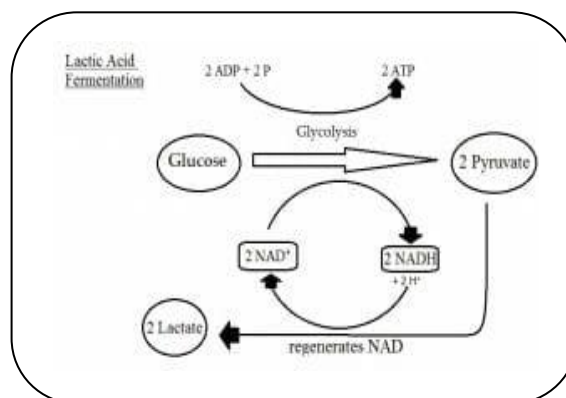 Lactic Acid
Fermentation
2 ADP + 2 P
2 ATP
Glycolysis
Glucose
2 Pyruvate
2 NAD⁺
2 NADH
+ 2 H⁺
2 Lactate
regenerates NAD